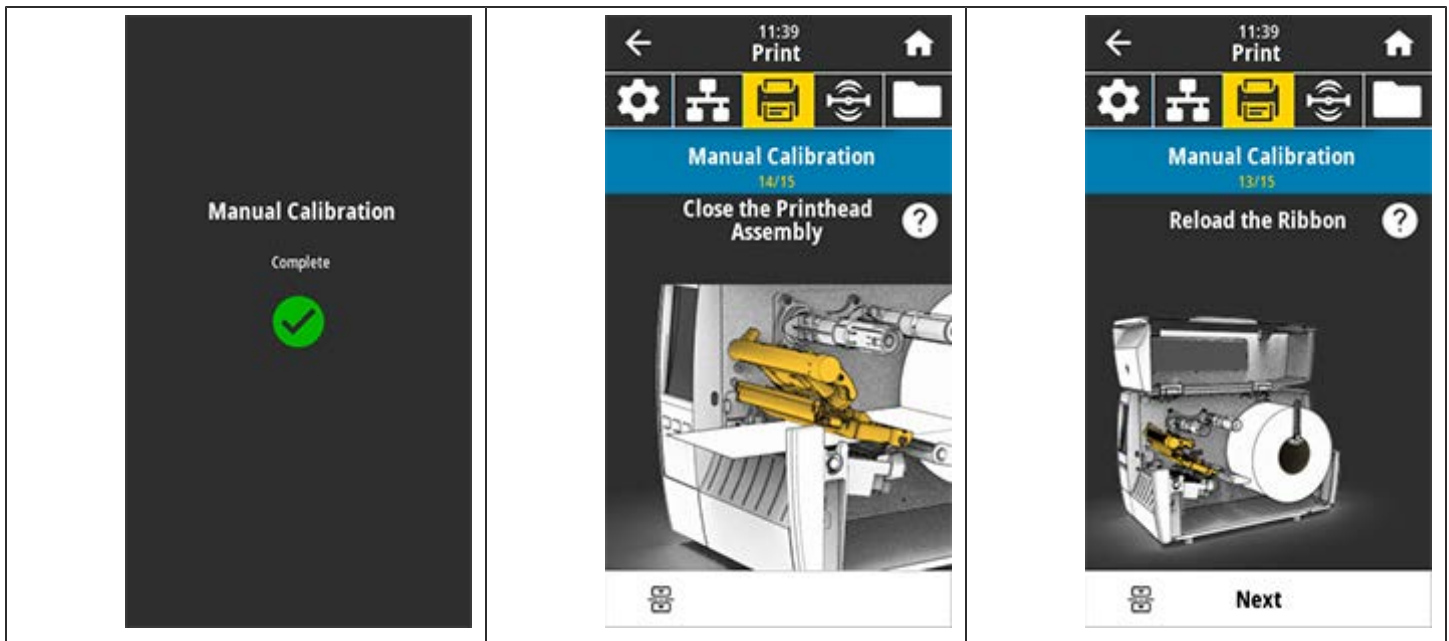 Manual Calibration
Complete
11:39
Print
Manual Calibration
14/15
Close the Printhead
Assembly
?
11:39
Print
Manual Calibration
13/15
Reload the Ribbon
?
Next